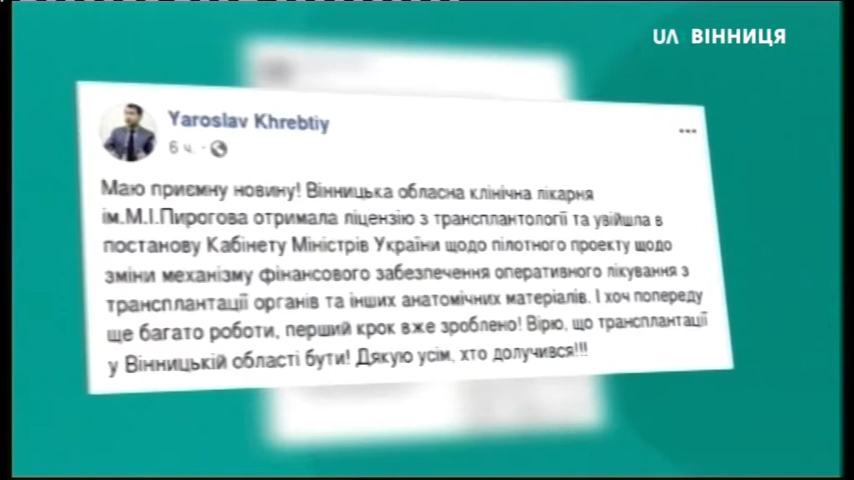 UA ВІННИЦЯ
Yaroslav Khrebtiy
6 ч. ·
Маю приємну новину! Вінницька обласна клінічна лікарня
ім.М.І.Пирогова отримала ліцензію з трансплантології та увійшла в
постанову Кабінету Міністрів України щодо пілотного проекту щодо
зміни механізму фінансового забезпечення оперативного лікування з
трансплантації органів та інших анатомічних матеріалів. І хоч попереду
ще багато роботи, перший крок вже зроблено! Вірю, що трансплантації
у Вінницькій області бути! Дякую усім, хто долучився!!!